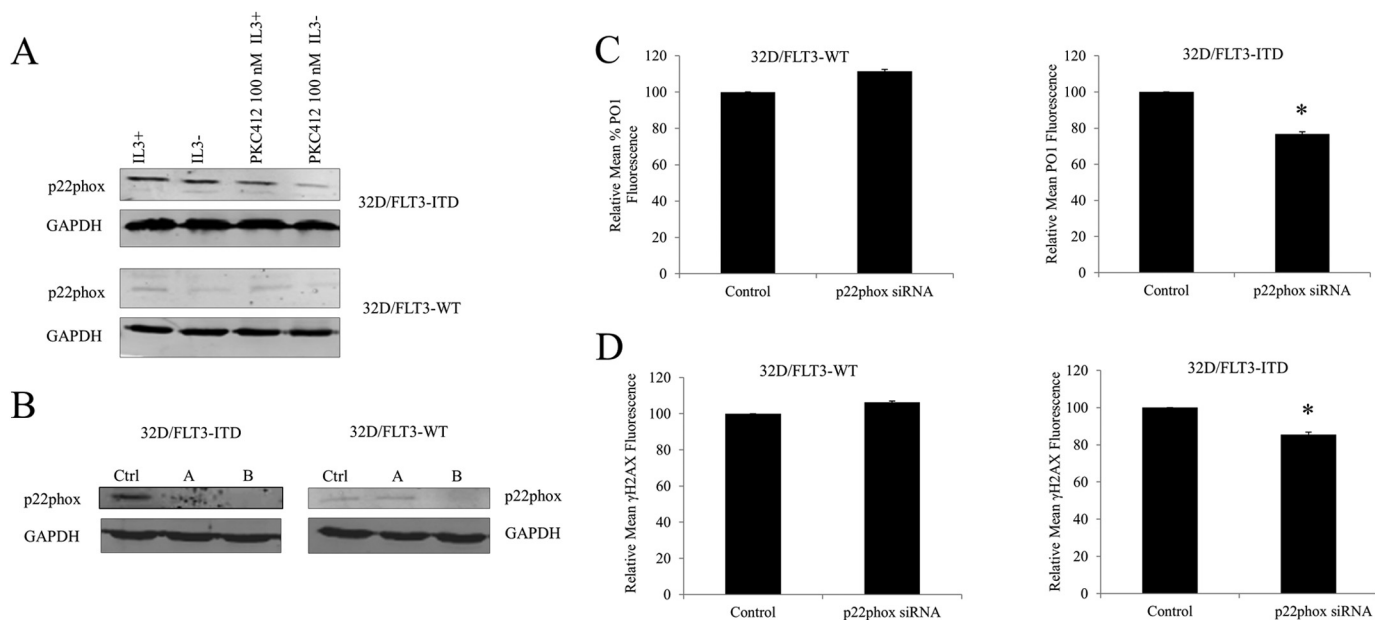 A
IL3+
IL3-
PKC412 100 nM IL3+
PKC412 100 nM IL3-
p22phox
GAPDH
32D/FLT3-ITD
p22phox
GAPDH
32D/FLT3-WT
B
32D/FLT3-ITD
Ctrl A B
p22phox
GAPDH
32D/FLT3-WT
Ctrl A B
p22phox
GAPDH
C
32D/FLT3-WT
Relative Mean % PO1
Fluorescence
120
100
80
60
40
20
0
Control p22phox siRNA
32D/FLT3-ITD
Relative Mean PO1 Fluorescence
120
100
80
60
40
20
0
*
Control p22phox siRNA
D
32D/FLT3-WT
Relative Mean γH2AX Fluorescence
120
100
80
60
40
20
0
Control p22phox siRNA
32D/FLT3-ITD
Relative Mean γH2AX Fluorescence
120
100
80
60
40
20
0
*
Control p22phox siRNA